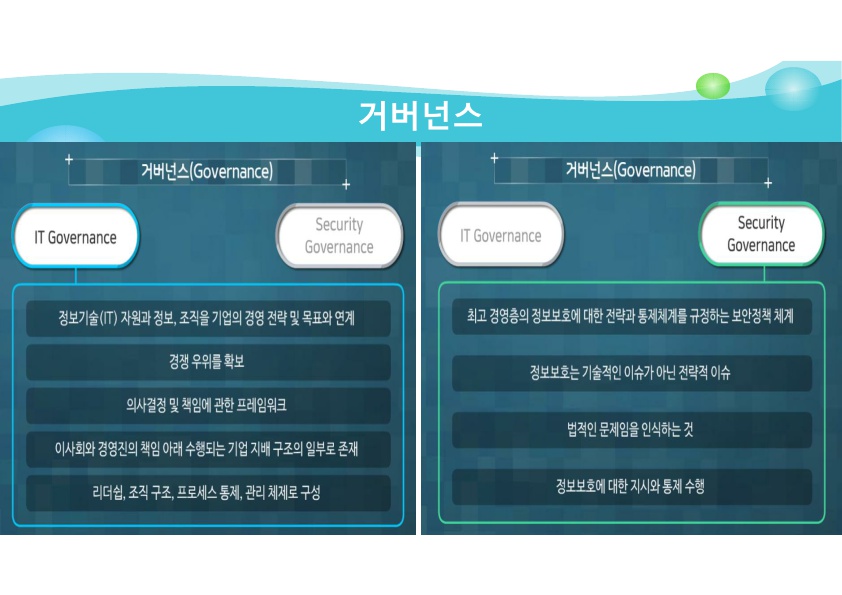 거버넌스
거버넌스(Governance)
IT Governance
Security
Governance
정보기술(IT) 자원과 정보, 조직을 기업의 경영 전략 및 목표와 연계
경쟁 우위를 확보
의사결정 및 책임에 관한 프레임워크
이사회와 경영진의 책임 아래 수행되는 기업 지배 구조의 일부로 존재
리더쉽, 조직 구조, 프로세스 통제, 관리 체제로 구성
거버넌스(Governance)
IT Governance
Security
Governance
최고 경영층의 정보보호에 대한 전략과 통제체계를 규정하는 보안정책 체계
정보보호는 기술적인 이슈가 아닌 전략적 이슈
법적인 문제임을 인식하는 것
정보보호에 대한 지시와 통제 수행